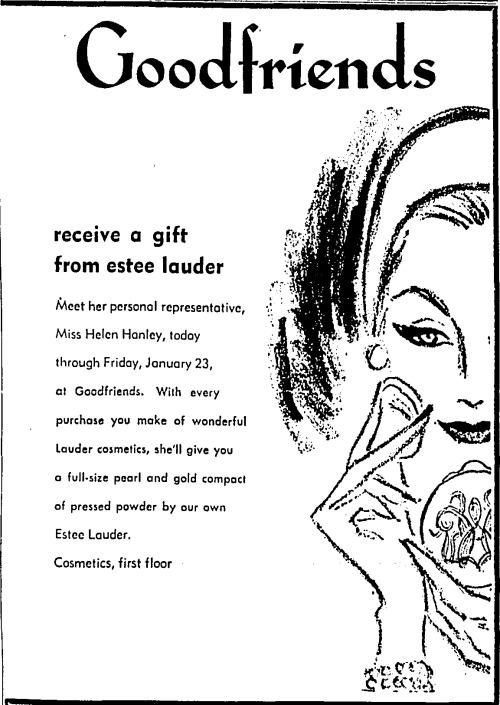 Goodfriends
receive a gift
from estee lauder
Meet her personal representative,
Miss Helen Hanley, today
through Friday, January 23,
at Goodfriends. With every
purchase you make of wonderful
Lauder cosmetics, she'll give you
a full-size pearl and gold compact
of pressed powder by our own
Estee Lauder.
Cosmetics, first floor